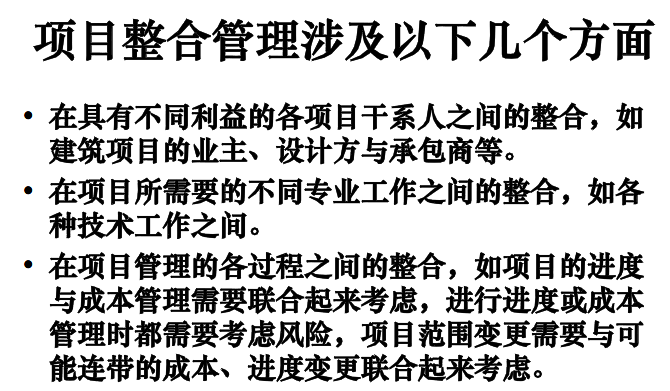 项目整合管理涉及以下几个方面
• 在具有不同利益的各项目干系人之间的整合，如
建筑项目的业主、设计方与承包商等。
• 在项目所需要的不同专业工作之间的整合，如各
种技术工作之间。
• 在项目管理的各过程之间的整合，如项目的进度
与成本管理需要联合起来考虑，进行进度或成本
管理时都需要考虑风险，项目范围变更需要与可
能连带的成本、进度变更联合起来考虑。